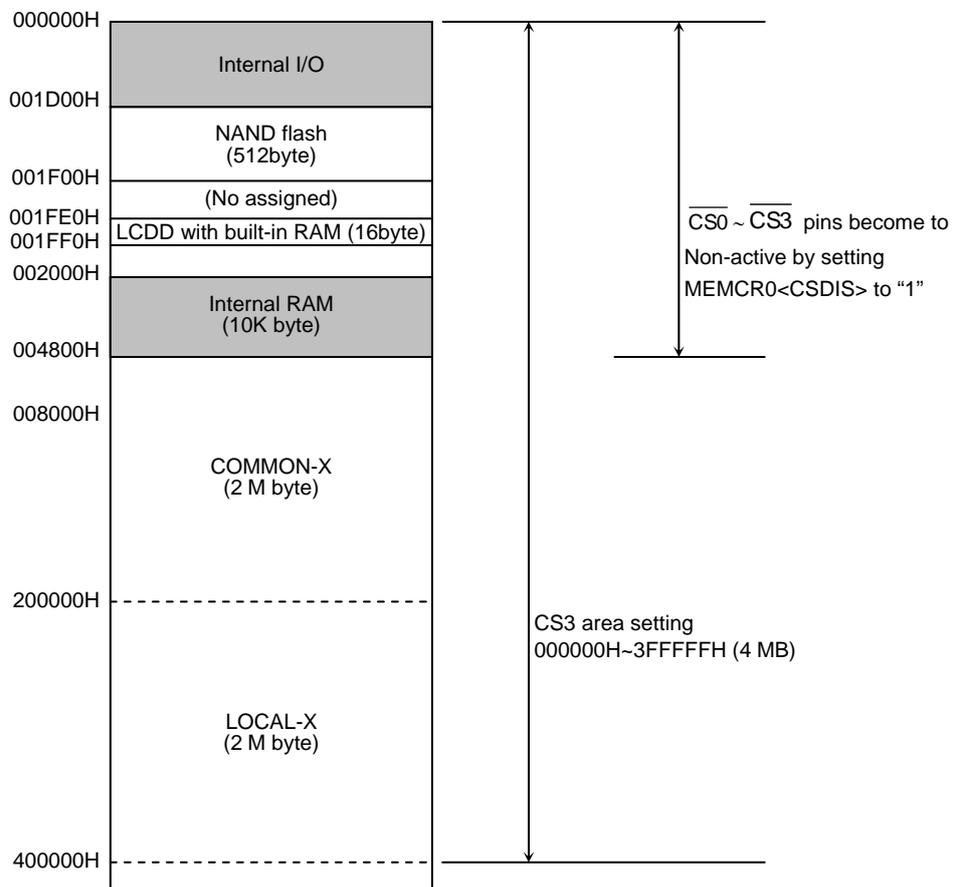 000000H
Internal I/O
001D00H
NAND flash
(512byte)
001F00H
(No assigned)
001FE0H
LCDD with built-in RAM (16byte)
001FF0H
002000H
Internal RAM
(10K byte)
004800H
008000H
COMMON-X
(2 M byte)
200000H
LOCAL-X
(2 M byte)
400000H
CS0 ~ CS3 pins become to
Non-active by setting
MEMCR0<CSDIS> to “1”
CS3 area setting
000000H~3FFFFFH (4 MB)